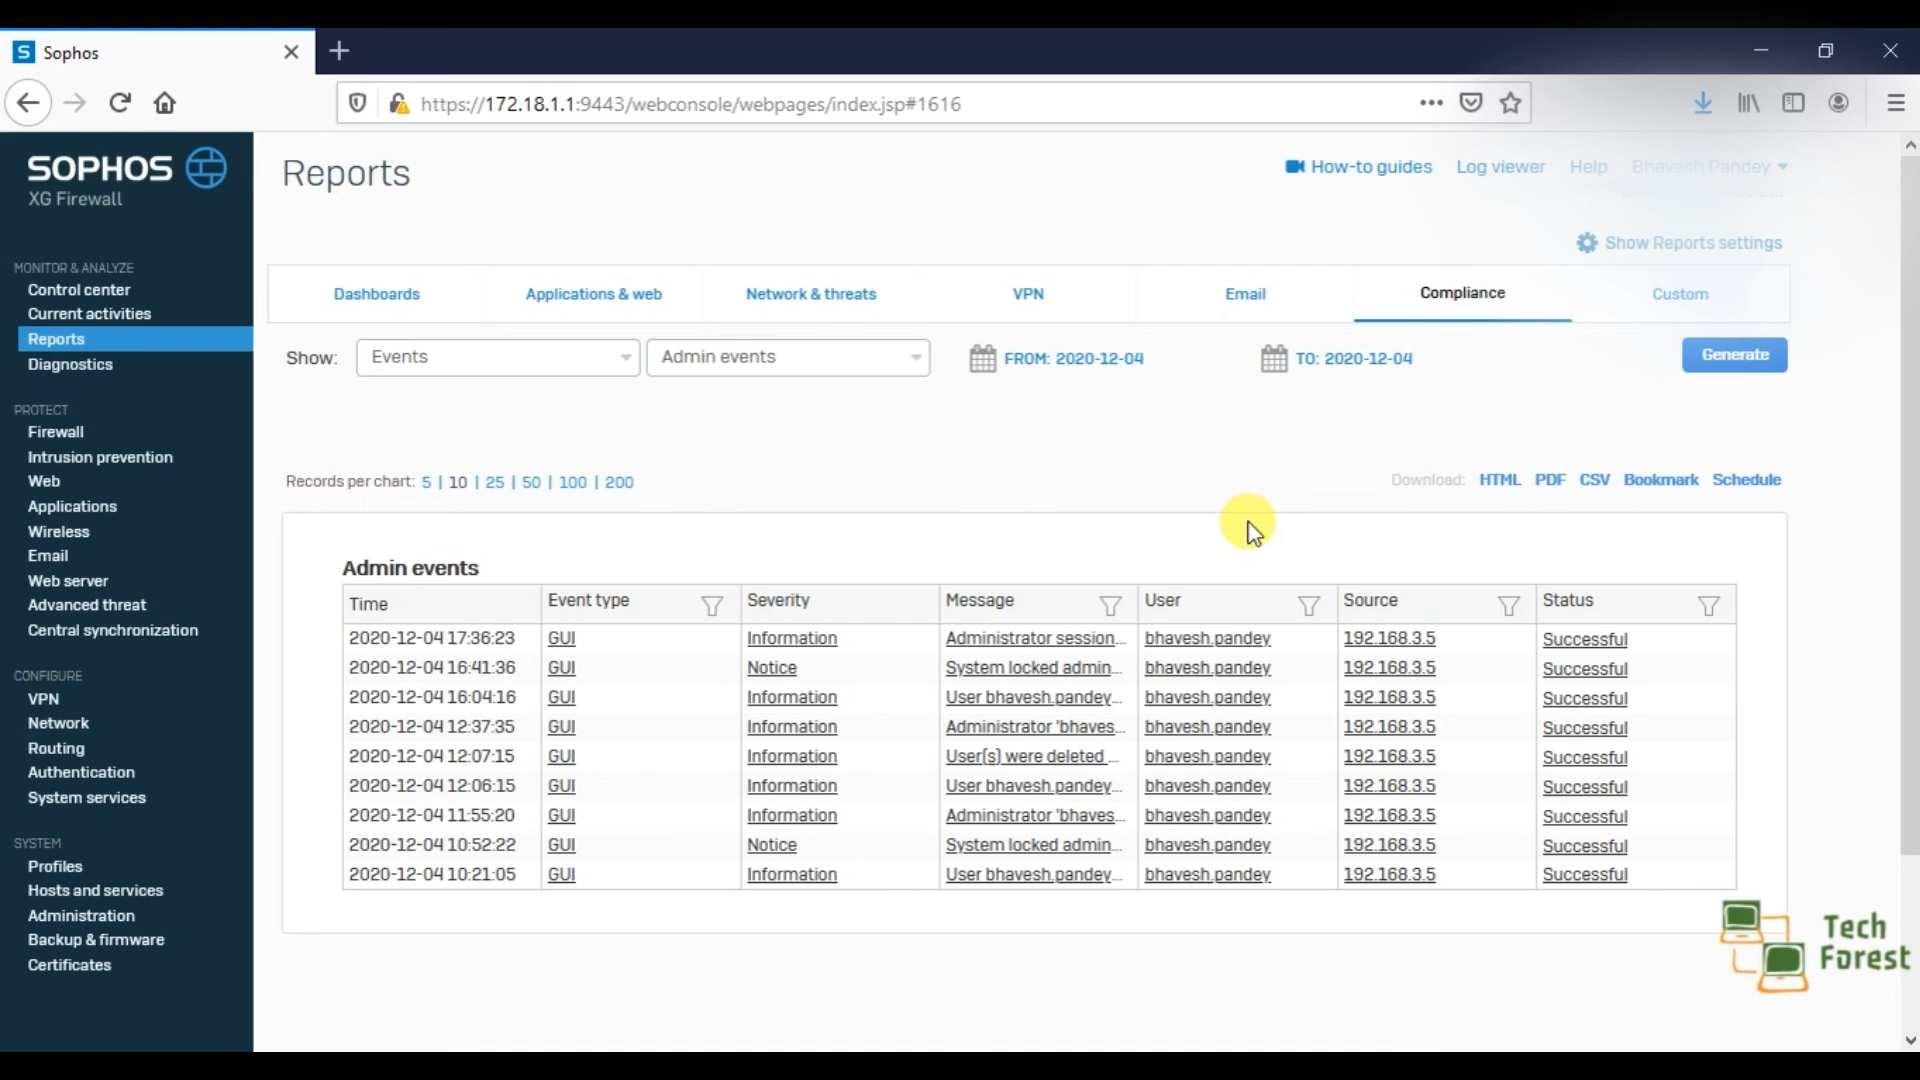 Sophos
https://172.18.1.1:9443/webconsole/webpages/index.jsp#1616
SOPHOS
XG Firewall
MONITOR & ANALYZE
Control center
Current activities
Reports
Diagnostics
PROTECT
Firewall
Intrusion prevention
Web
Applications
Wireless
Email
Web server
Advanced threat
Central synchronization
CONFIGURE
VPN
Network
Routing
Authentication
System services
SYSTEM
Profiles
Hosts and services
Administration
Backup & firmware
Certificates
Reports
How-to guides Log viewer Help Bhavesh Pandey
Show Reports settings
Dashboards Applications & web Network & threats VPN Email Compliance Custom
Show: Events Admin events FROM: 2020-12-04 TO: 2020-12-04 Generate
Records per chart: 5 | 10 | 25 | 50 | 100 | 200 Download: HTML PDF CSV Bookmark Schedule
Admin events
Time Event type Severity Message User Source Status
2020-12-04 17:36:23 GUI Information Administrator session... bhavesh.pandey 192.168.3.5 Successful
2020-12-04 16:41:36 GUI Notice System locked admin... bhavesh.pandey 192.168.3.5 Successful
2020-12-04 16:04:16 GUI Information User bhavesh.pandey... bhavesh.pandey 192.168.3.5 Successful
2020-12-04 12:37:35 GUI Information Administrator 'bhaves... bhavesh.pandey 192.168.3.5 Successful
2020-12-04 12:07:15 GUI Information User(s) were deleted ... bhavesh.pandey 192.168.3.5 Successful
2020-12-04 12:06:15 GUI Information User bhavesh.pandey... bhavesh.pandey 192.168.3.5 Successful
2020-12-04 11:55:20 GUI Information Administrator 'bhaves... bhavesh.pandey 192.168.3.5 Successful
2020-12-04 10:52:22 GUI Notice System locked admin... bhavesh.pandey 192.168.3.5 Successful
2020-12-04 10:21:05 GUI Information User bhavesh.pandey... bhavesh.pandey 192.168.3.5 Successful
Tech
Forest